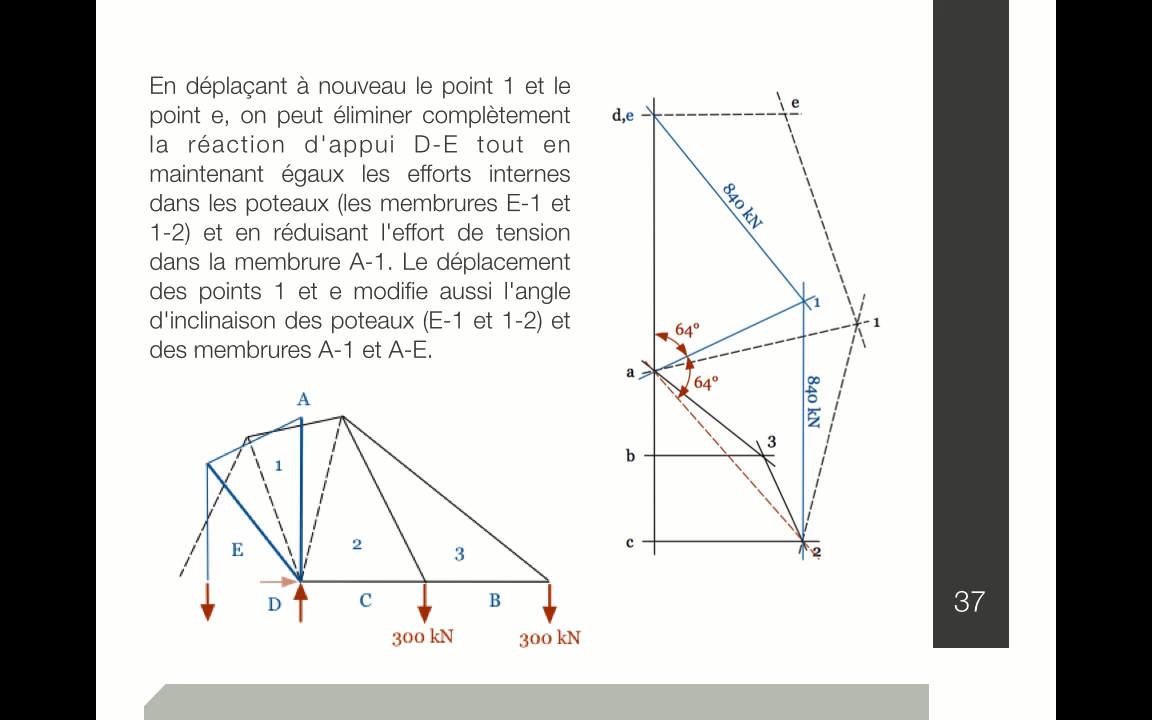 En déplaçant à nouveau le point 1 et le
point e, on peut éliminer complètement
la réaction d'appui D-E tout en
maintenant égaux les efforts internes
dans les poteaux (les membrures E-1 et
1-2) et en réduisant l'effort de tension
dans la membrure A-1. Le déplacement
des points 1 et e modifie aussi l'angle
d'inclinaison des poteaux (E-1 et 1-2) et
des membrures A-1 et A-E.
A
1
E
2
3
D
C
B
300 kN
300 kN
d,e
e
840 kN
1
1
64°
a
64°
840 kN
3
b
c
2
37